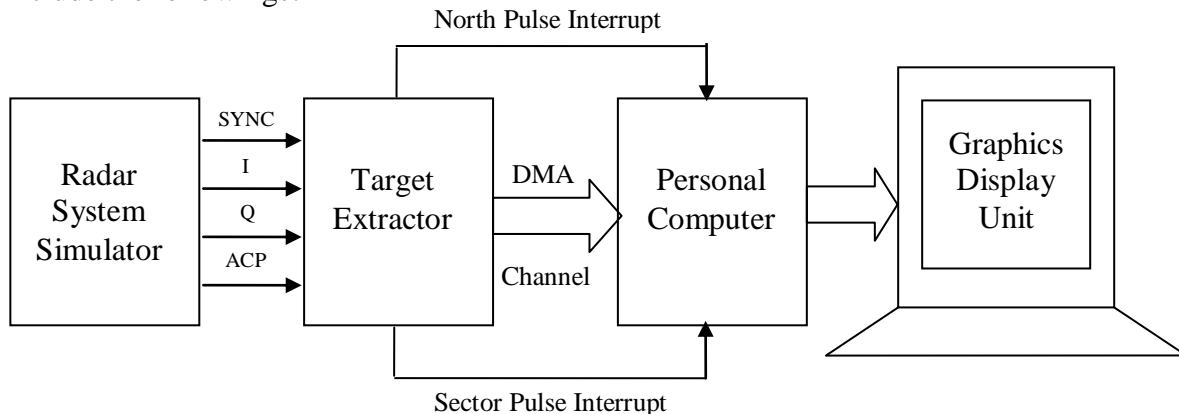 North Pulse Interrupt
Radar
System
Simulator
SYNC
I
Q
ACP
Target
Extractor
DMA
Channel
Personal
Computer
Graphics
Display
Unit
Sector Pulse Interrupt